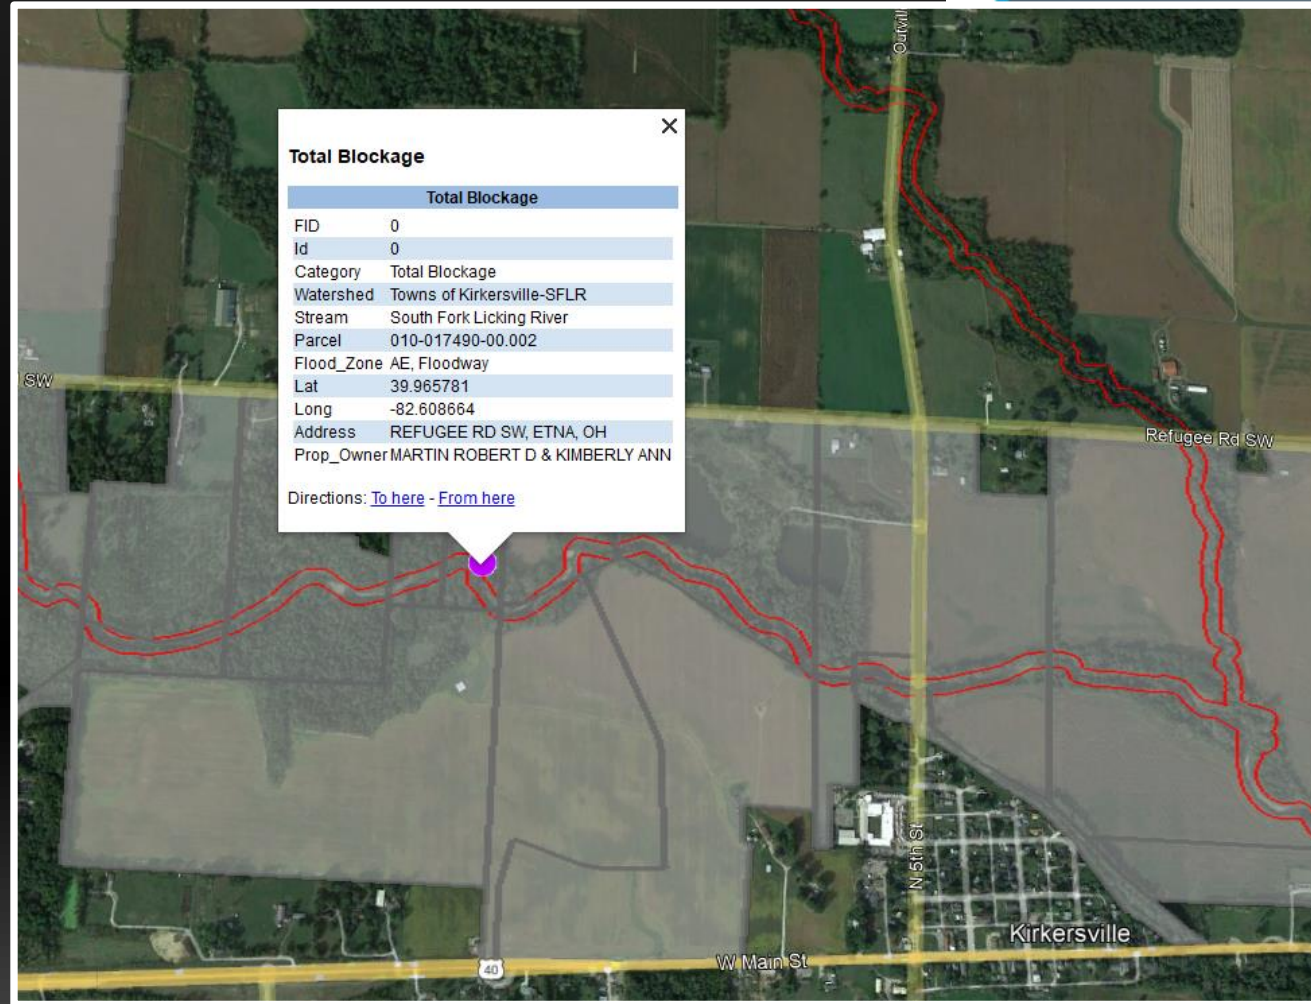 Outvill
Total Blockage
Total Blockage
FID 0
Id 0
Category Total Blockage
Watershed Towns of Kirkersville-SFLR
Stream South Fork Licking River
Parcel 010-017490-00.002
Flood_Zone AE, Floodway
Lat 39.965781
Long -82.608664
Address REFUGEE RD SW, ETNA, OH
Prop_Owner MARTIN ROBERT D & KIMBERLY ANN
Directions: To here - From here
SW
Refugee Rd SW
N 5th St
Kirkersville
W Main St
40